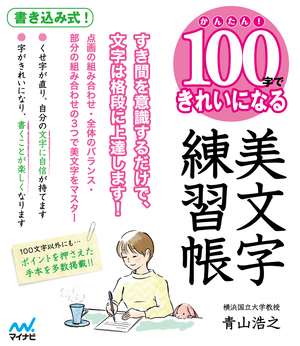 書き込み式！
かんたん！
100字で
きれいになる
美文字
練習帳
すき間を意識するだけで、
文字は格段に上達します！
点画の組み合わせ・全体のバランス・
部分の組み合わせの3つで美文字をマスター
●くせ字が直り、自分の文字に自信が持てます
●字がきれいになり、書くことが楽しくなります
100文字以外にも…
ポイントを押さえた
手本を多数掲載!!
横浜国立大学教授
青山浩之
マイナビ